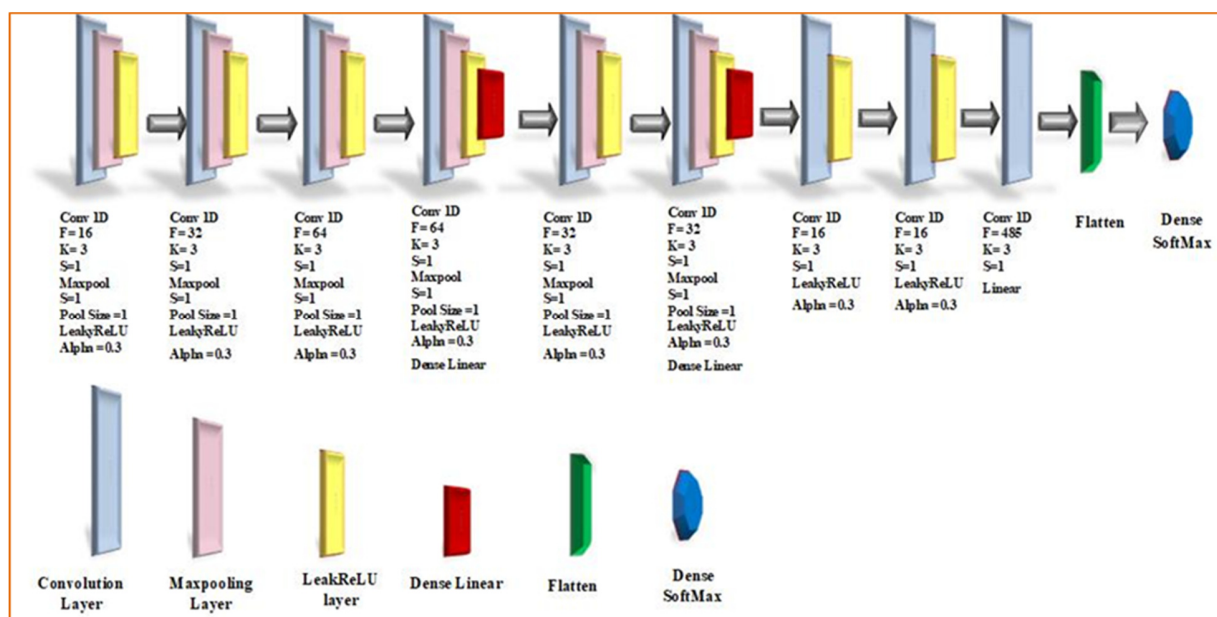 Conv 1D
F= 16
K= 3
S=1
Maxpool
S=1
Pool Size =1
LeakyReLU
Alpha =0.3
Conv 1D
F= 32
K= 3
S=1
Maxpool
S=1
Pool Size =1
LeakyReLU
Alpha =0.3
Conv 1D
F= 64
K= 3
S=1
Maxpool
S=1
Pool Size =1
LeakyReLU
Alpha =0.3
Conv 1D
F= 64
K= 3
S=1
Maxpool
S=1
Pool Size =1
LeakyReLU
Alpha =0.3
Dense Linear
Conv 1D
F= 32
K= 3
S=1
Maxpool
S=1
Pool Size =1
LeakyReLU
Alpha =0.3
Conv 1D
F= 32
K= 3
S=1
Maxpool
S=1
Pool Size =1
LeakyReLU
Alpha =0.3
Dense Linear
Conv 1D
F= 16
K= 3
S=1
LeakyReLU
Alpha =0.3
Conv 1D
F= 16
K= 3
S=1
LeakyReLU
Alpha =0.3
Conv 1D
F= 485
K= 3
S=1
Linear
Flatten
Dense
SoftMax
Convolution
Layer
Maxpooling
Layer
LeakReLU
layer
Dense Linear
Flatten
Dense
SoftMax